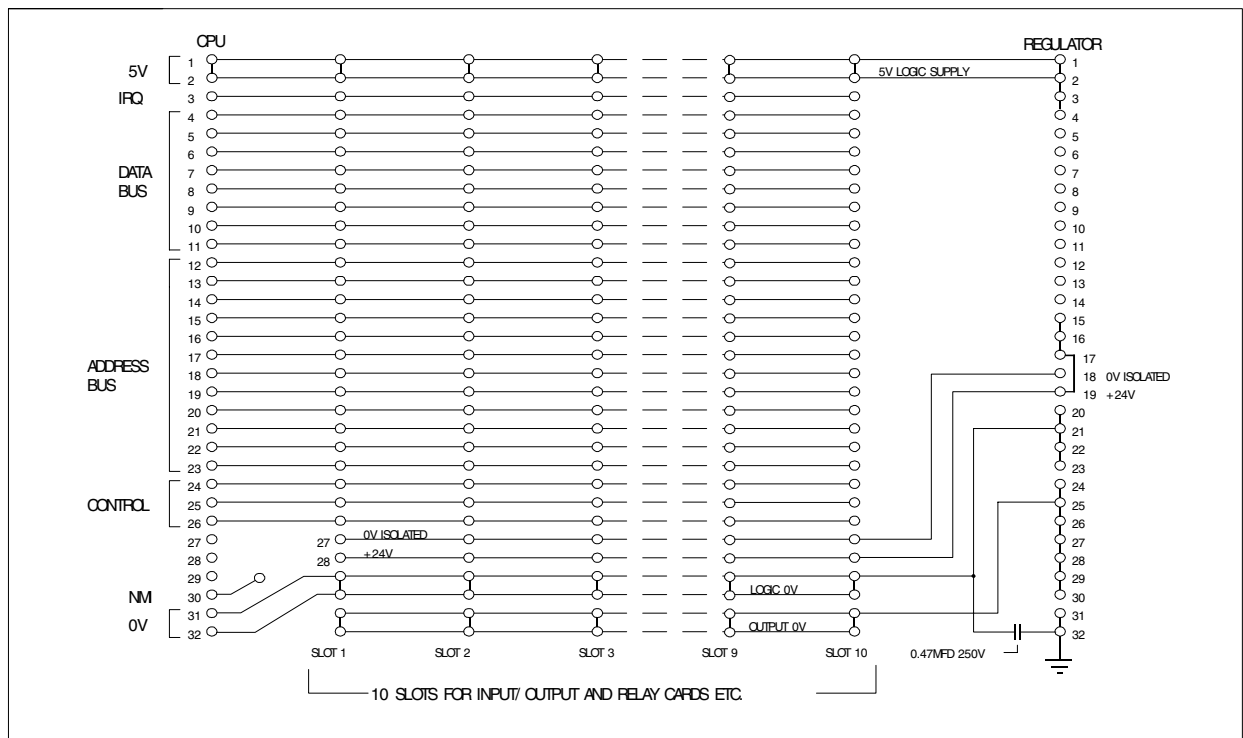 CPU
REGULATOR
5V
IRQ
DATA
BUS
ADDRESS
BUS
CONTROL
NMI
0V
1
2
3
4
5
6
7
8
9
10
11
12
13
14
15
16
17
18
19
20
21
22
23
24
25
26
27
28
29
30
31
32
5V LOGIC SUPPLY
27
0V ISOLATED
28
+24V
LOGIC 0V
OUTPUT 0V
1
2
3
4
5
6
7
8
9
10
11
12
13
14
15
16
17
18 0V ISOLATED
19 +24V
20
21
22
23
24
25
26
27
28
29
30
31
32
0.47MFD 250V
SLOT 1
SLOT 2
SLOT 3
SLOT 9
SLOT 10
10 SLOTS FOR INPUT/ OUTPUT AND RELAY CARDS ETC.